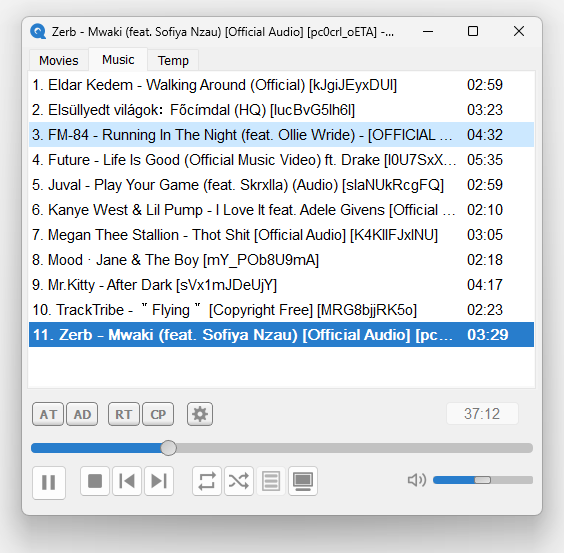 Zerb - Mwaki (feat. Sofiya Nzau) [Official Audio] [pc0crl_oETA] -...
Movies Music Temp
1. Eldar Kedem - Walking Around (Official) [kJgiJEyxDUI] 02:59
2. Elsüllyedt világok： Főcímdal (HQ) [lucBvG5lh6I] 03:23
3. FM-84 - Running In The Night (feat. Ollie Wride) - [OFFICIAL ... 04:32
4. Future - Life Is Good (Official Music Video) ft. Drake [l0U7SxX... 05:35
5. Juval - Play Your Game (feat. Skrxlla) (Audio) [slaNUkRcgFQ] 02:59
6. Kanye West & Lil Pump - I Love It feat. Adele Givens [Official ... 02:10
7. Megan Thee Stallion - Thot Shit [Official Audio] [K4KlIFJxlNU] 03:05
8. Mood · Jane & The Boy [mY_POb8U9mA] 02:18
9. Mr.Kitty - After Dark [sVx1mJDeUjY] 04:17
10. TrackTribe - ＂Flying＂ [Copyright Free] [MRG8bjjRK5o] 02:23
11. Zerb - Mwaki (feat. Sofiya Nzau) [Official Audio] [pc... 03:29
AT AD RT CP 37:12